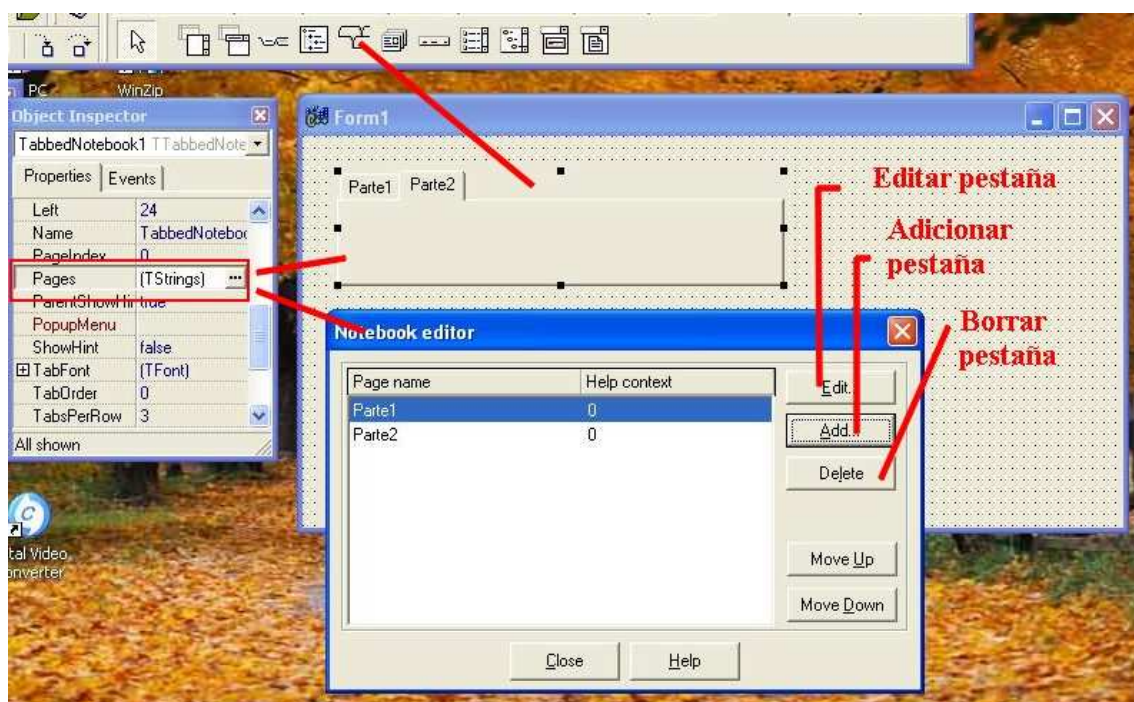 PC
WinZip
Object Inspector
TabbedNotebook1 TTabbedNote
Properties
Events
Left 24
Name TabbedNoteboo
PageIndex 0
Pages (TStrings) ...
ParentShowHin true
PopupMenu
ShowHint false
TabFont (TFont)
TabOrder 0
TabsPerRow 3
All shown
Form1
Parte1 Parte2
Editar pestaña
Adicionar
pestaña
Borrar
pestaña
Notebook editor
Page name Help context
Parte1 0
Parte2 0
Edit...
Add...
Delete
Move Up
Move Down
Close
Help
tal Video
onverter